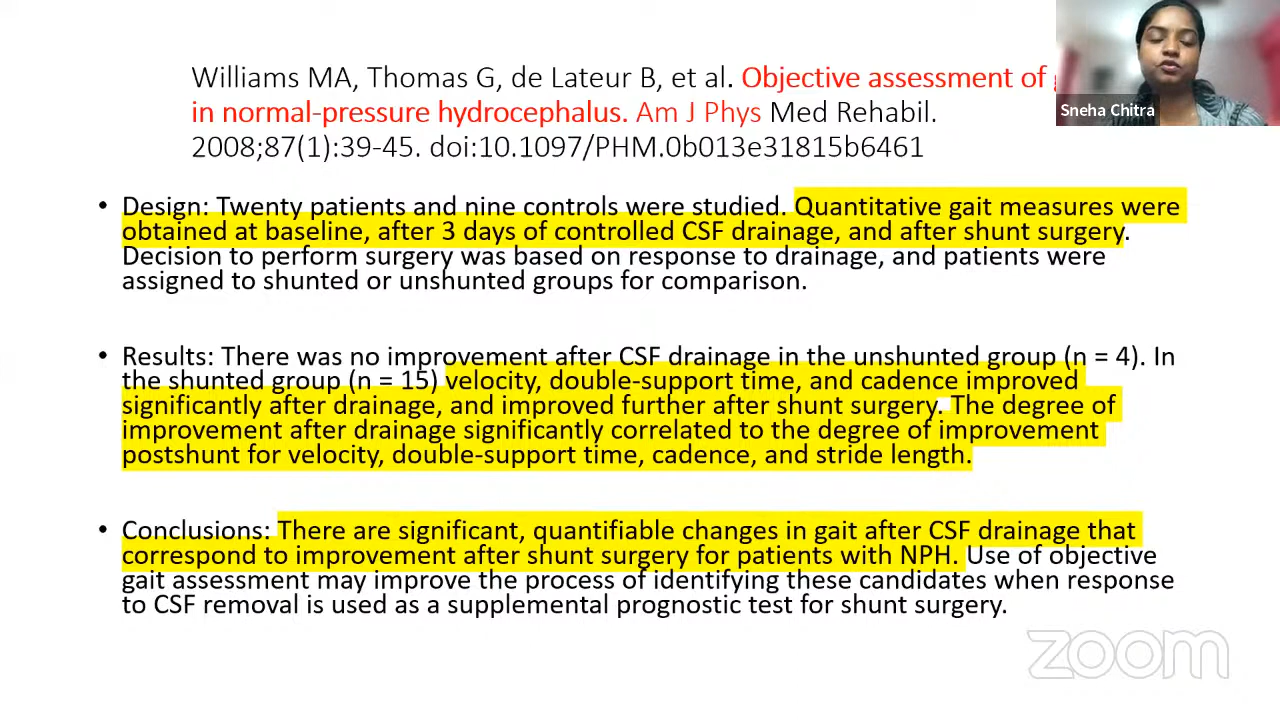 Williams MA, Thomas G, de Lateur B, et al. Objective assessment of
in normal-pressure hydrocephalus. Am J Phys Med Rehabil.
2008;87(1):39-45. doi:10.1097/PHM.0b013e31815b6461
Sneha Chitra
• Design: Twenty patients and nine controls were studied. Quantitative gait measures were
obtained at baseline, after 3 days of controlled CSF drainage, and after shunt surgery.
Decision to perform surgery was based on response to drainage, and patients were
assigned to shunted or unshunted groups for comparison.
• Results: There was no improvement after CSF drainage in the unshunted group (n = 4). In
the shunted group (n = 15) velocity, double-support time, and cadence improved
significantly after drainage, and improved further after shunt surgery. The degree of
improvement after drainage significantly correlated to the degree of improvement
postshunt for velocity, double-support time, cadence, and stride length.
• Conclusions: There are significant, quantifiable changes in gait after CSF drainage that
correspond to improvement after shunt surgery for patients with NPH. Use of objective
gait assessment may improve the process of identifying these candidates when response
to CSF removal is used as a supplemental prognostic test for shunt surgery.
zoom